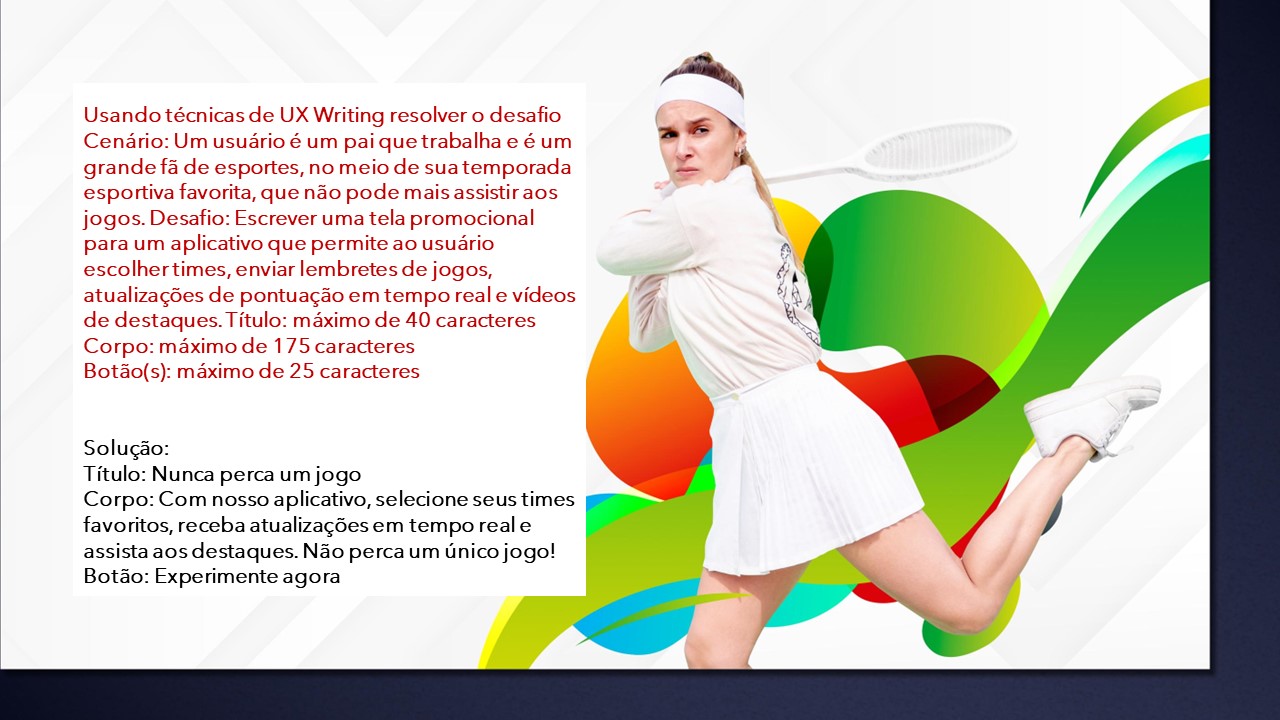 Usando técnicas de UX Writing resolver o desafio
Cenário: Um usuário é um pai que trabalha e é um
grande fã de esportes, no meio de sua temporada
esportiva favorita, que não pode mais assistir aos
jogos. Desafio: Escrever uma tela promocional
para um aplicativo que permite ao usuário
escolher times, enviar lembretes de jogos,
atualizações de pontuação em tempo real e vídeos
de destaques. Título: máximo de 40 caracteres
Corpo: máximo de 175 caracteres
Botão(s): máximo de 25 caracteres
Solução:
Título: Nunca perca um jogo
Corpo: Com nosso aplicativo, selecione seus times
favoritos, receba atualizações em tempo real e
assista aos destaques. Não perca um único jogo!
Botão: Experimente agora